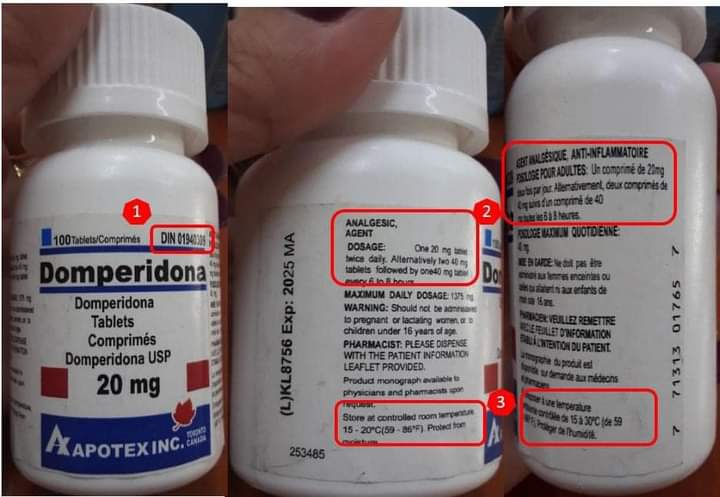 1
100 Tablets/Comprimés
DIN 01940309
Domperidona
Domperidona
Tablets
Comprimés
Domperidona USP
20 mg
APOTEX INC.
TORONTO
CANADA
2
ANALGESIC,
AGENT
DOSAGE: One 20 mg tablet
twice daily. Alternatively two 40 mg
tablets followed by one40 mg tablet
every 6 to 8 hours
MAXIMUM DAILY DOSAGE: 1375 mg.
WARNING: Should not be administered
to pregnant or lactating women, or to
children under 16 years of age.
PHARMACIST: PLEASE DISPENSE
WITH THE PATIENT INFORMATION
LEAFLET PROVIDED.
Product monograph available to
physicians and pharmacists upon
request.
Store at controlled room temperature
15 - 20°C(59 - 86°F). Protect from
moisture
(L)KL8756 Exp: 2025 MA
253485
100
Do
3
AGENT ANALGÉSIQUE, ANTI-INFLAMMATOIRE
POSOLOGIE POUR ADULTES: Un comprimé de 20mg
deux fois par jour. Alternativement, deux comprimés de
40 mg suivis d'un comprimé de 40
toutes les 6 à 8 heures.
POSOLOGIE MAXIMUM QUOTIDIENNE:
mg.
MISE EN GARDE: Ne doit pas être
administré aux femmes enceintes ou
qui allaitent ni aux enfants de
moins de 16 ans.
PHARMACIEN: VEUILLEZ REMETTRE
AVEC LE FEUILLET D'INFORMATION
ÉTABLI À L'INTENTION DU PATIENT.
La monographie du produit est
disponible sur demande aux médecins
et pharmaciens
à une température
contrôlée de 15 à 30°C (de 59
Protéger de l'humidité.
7 71313 01765 7